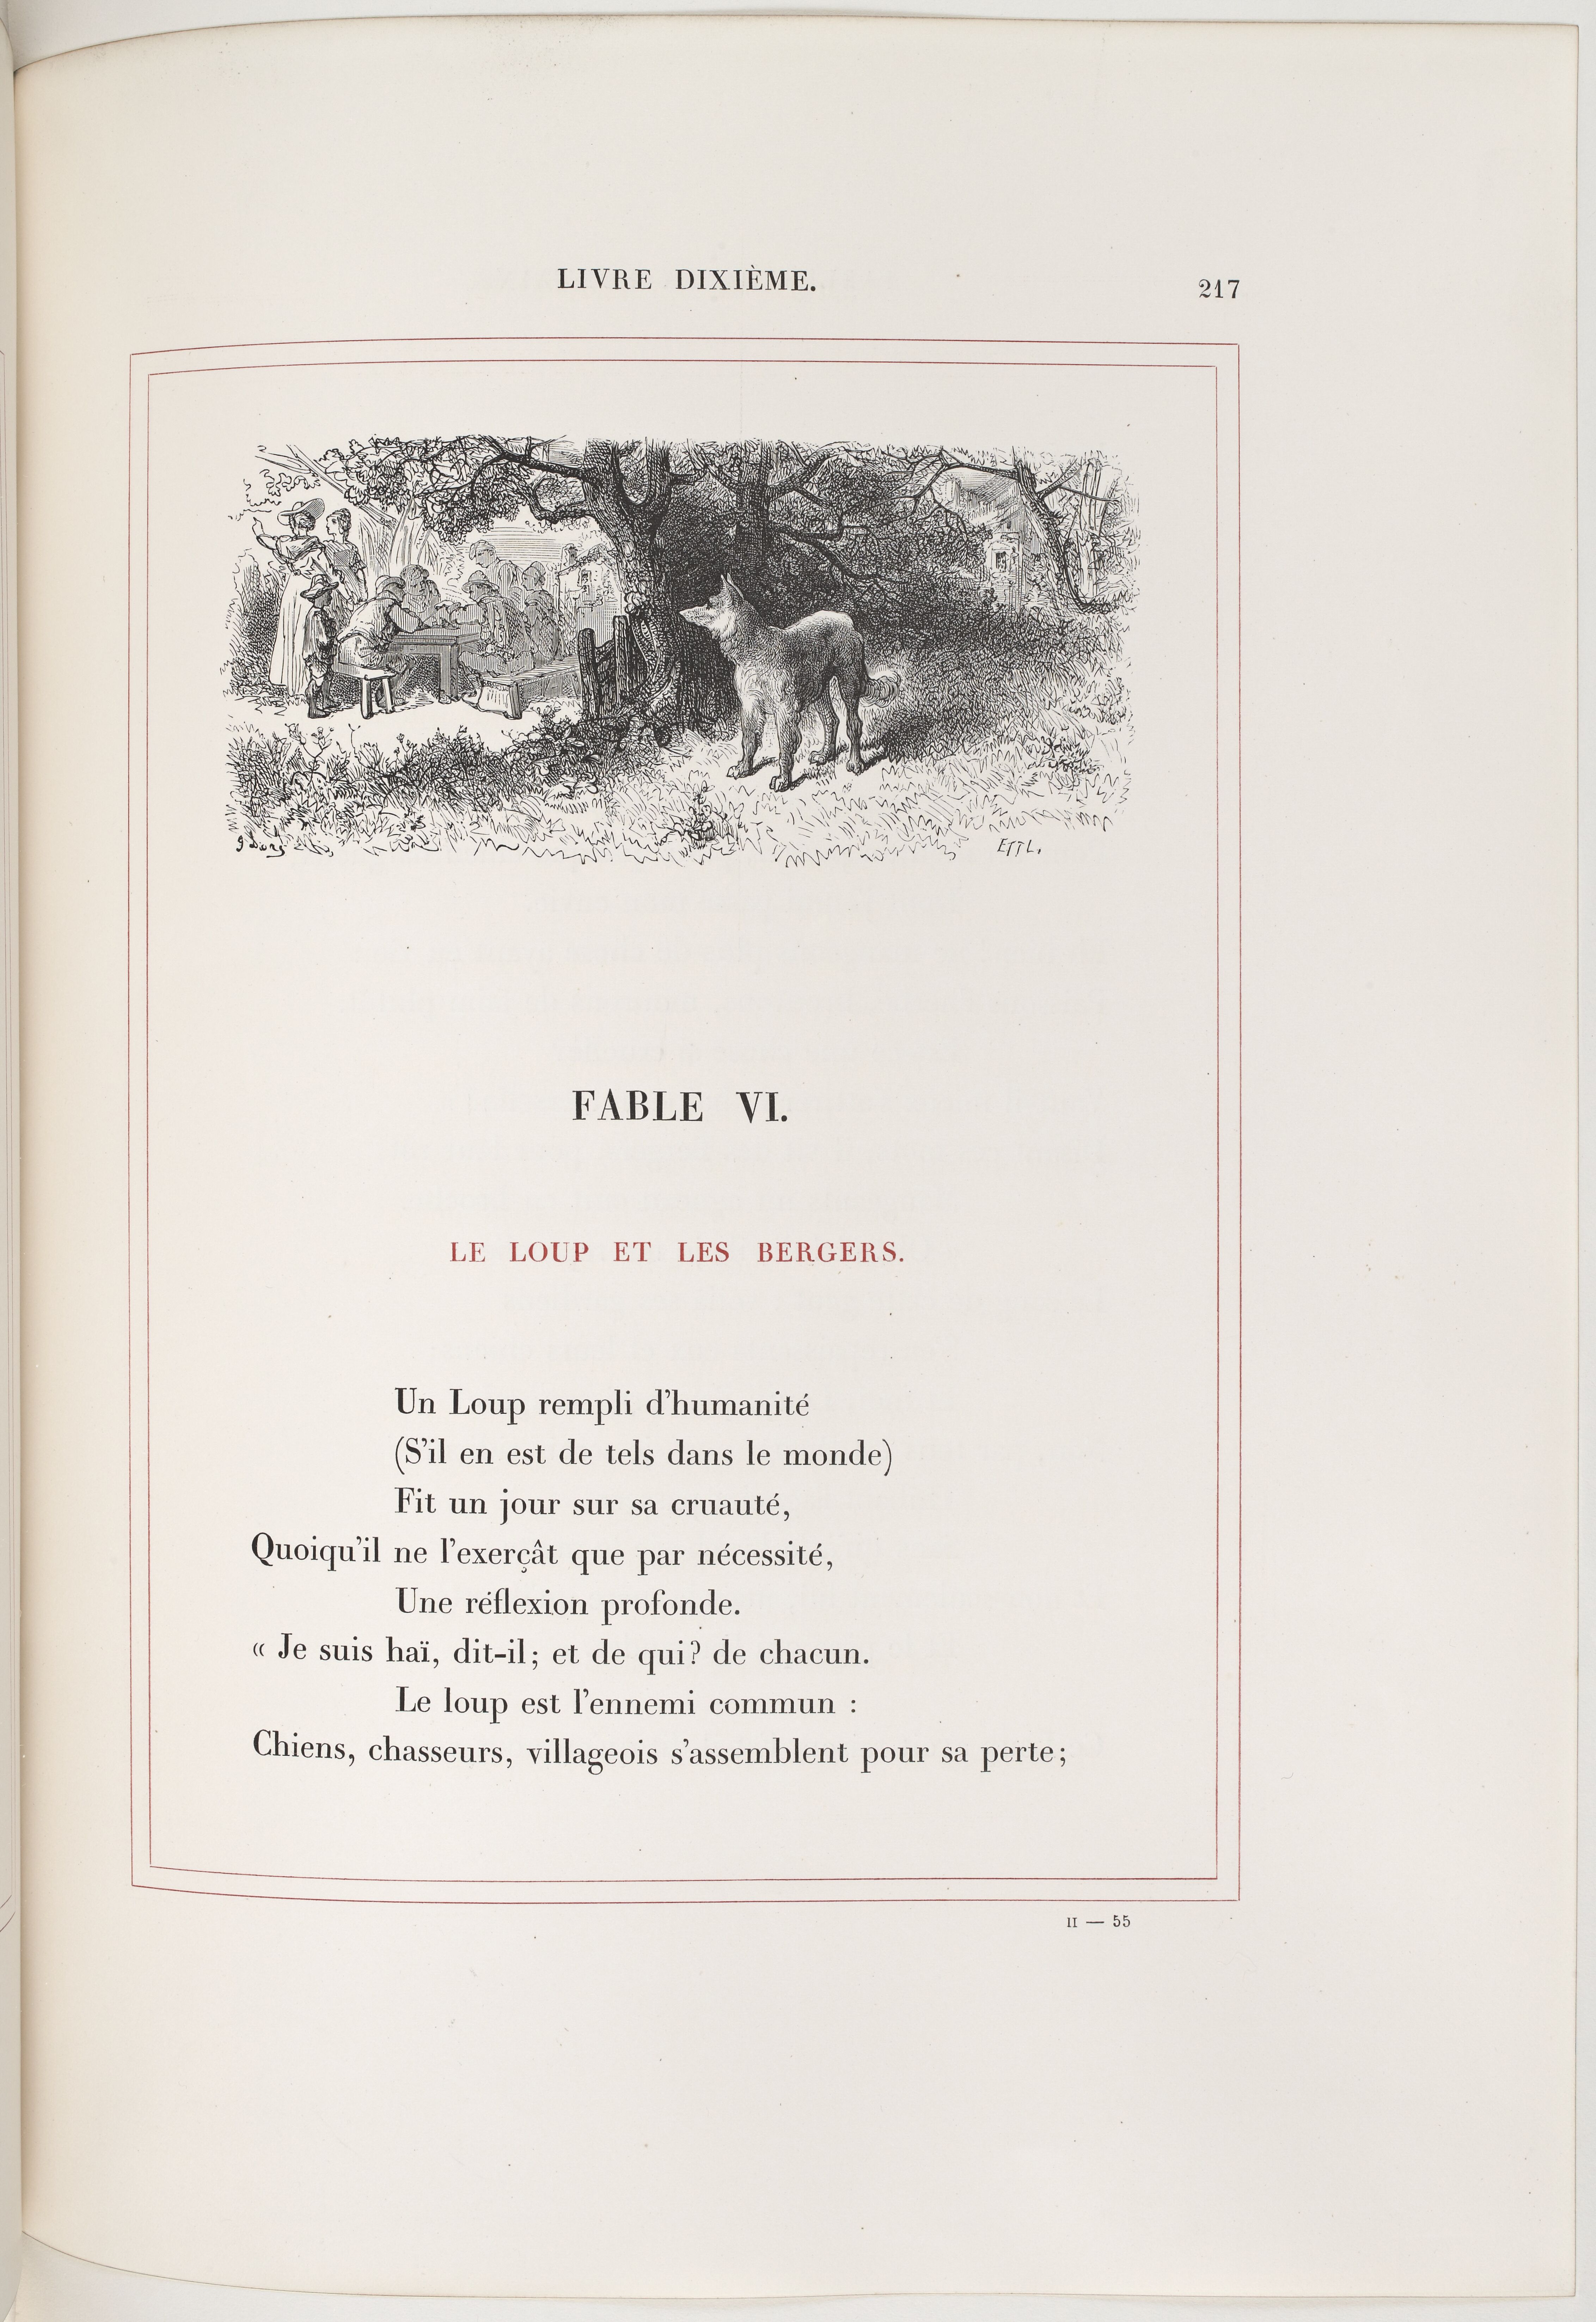 LIVRE DIXIÈME.
217
G Doré
ETTL.
FABLE VI.
LE LOUP ET LES BERGERS.
Un Loup rempli d'humanité
(S'il en est de tels dans le monde)
Fit un jour sur sa cruauté,
Quoiqu'il ne l'exerçât que par nécessité,
Une réflexion profonde.
« Je suis haï, dit-il; et de qui? de chacun.
Le loup est l'ennemi commun :
Chiens, chasseurs, villageois s'assemblent pour sa perte;
II — 55